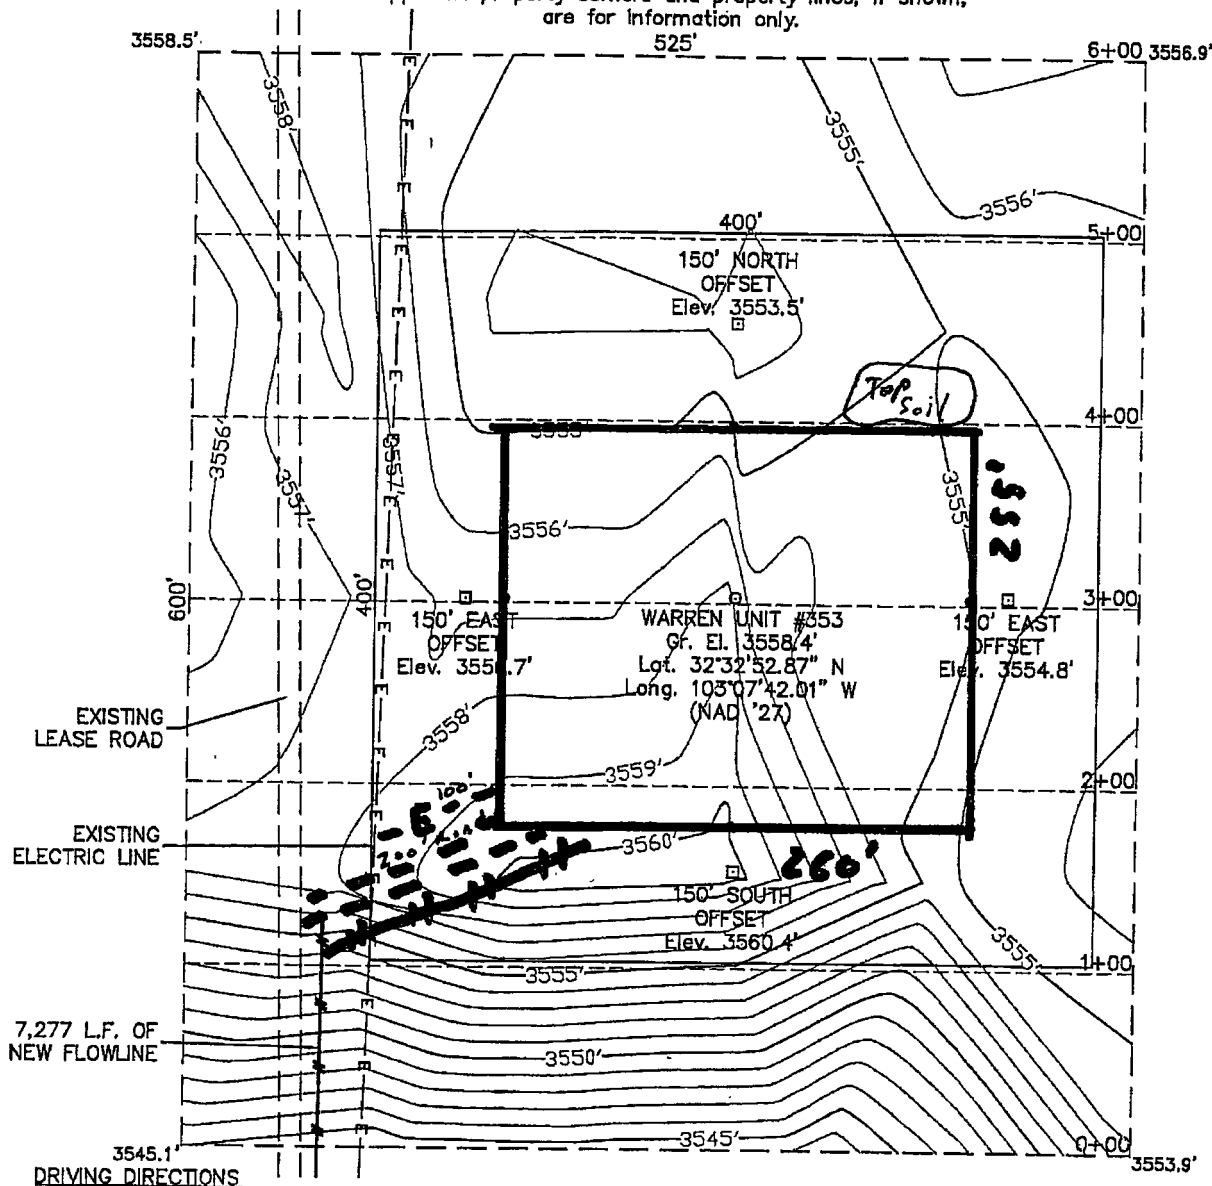 are for information only.
3558.5'
525'
6+00 3556.9'
3558'
3555'
3556'
400'
5+00
150' NORTH
OFFSET
Elev. 3553.5'
Top
Soil
4+00
3556'
3557'
3557'
3555'
3555'
255'
3556'
600'
400'
3+00
150' EAST
OFFSET
WARREN UNIT #353
Gr. El. 3558.4'
Lat. 32°32'52.87" N
Long. 103°07'42.01" W
(NAD '27)
150' EAST
OFFSET
Elev. 3554.8'
EXISTING
LEASE ROAD
3558'
3559'
2+00
100'
E
EXISTING
ELECTRIC LINE
3560'
260'
150' SOUTH
OFFSET
Elev. 3560.4'
3555'
3555'
1+00
7,277 L.F. OF
NEW FLOWLINE
3550'
3545'
0+00
3545.1'
3553.9'
DRIVING DIRECTIONS